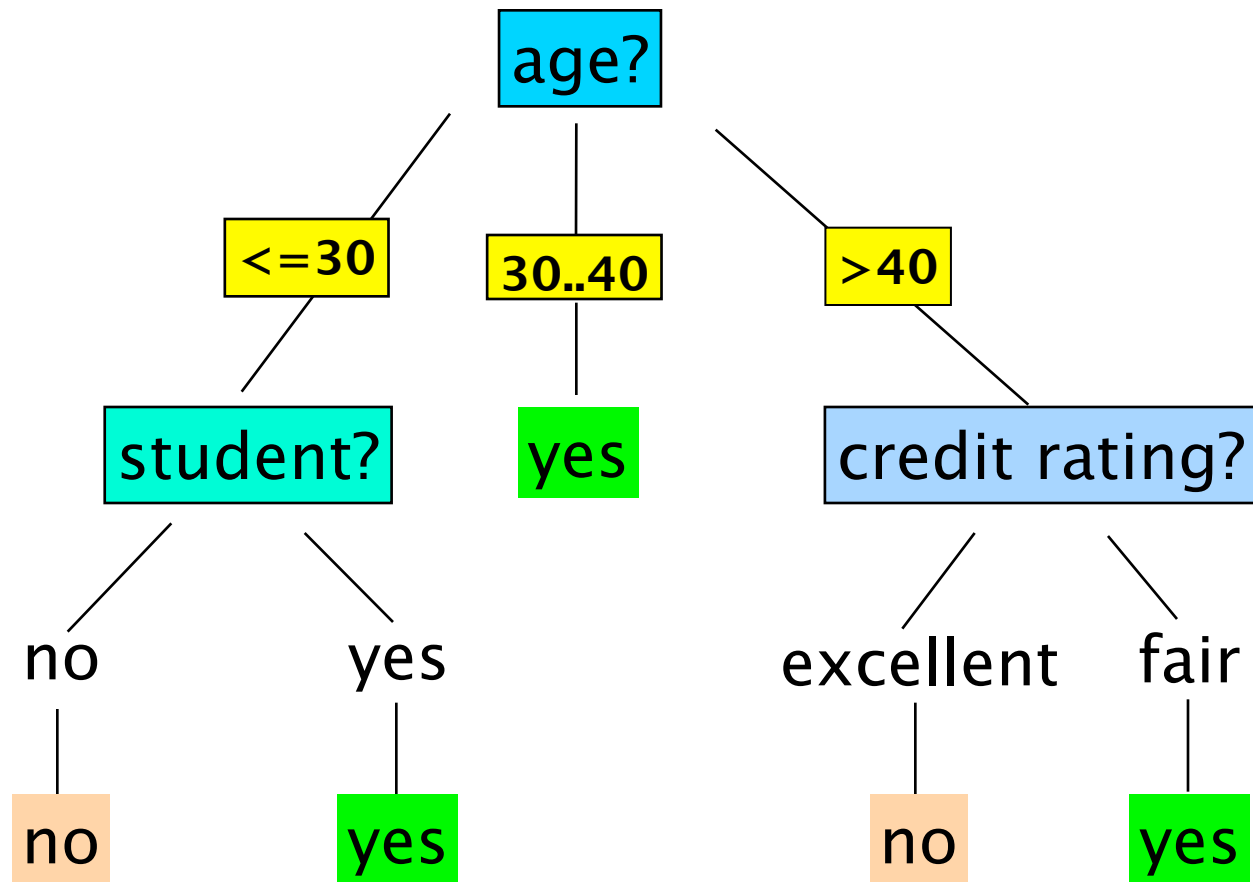 age?
<=30
30..40
>40
student?
yes
credit rating?
no
yes
excellent
fair
no
yes
no
yes